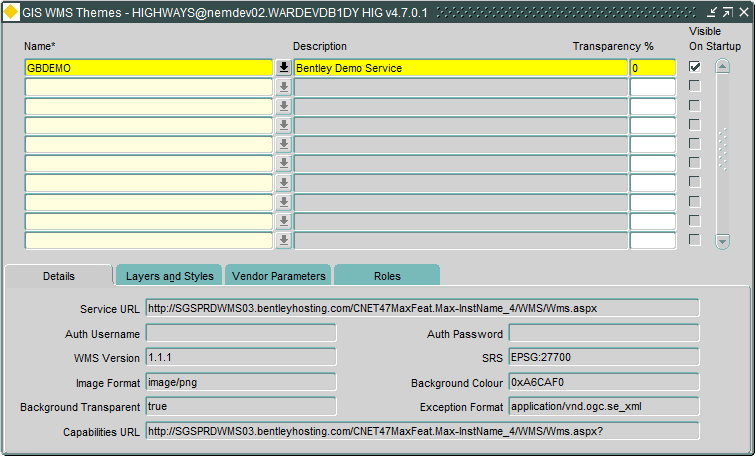 GIS WMS Themes - HIGHWAYS@nemdev02.WARDEVDB1DY HIG v4.7.0.1
Visible
Name* Description Transparency % On Startup
GBDEMO Bentley Demo Service 0
Details Layers and Styles Vendor Parameters Roles
Service URL http://SGSPRDWMS03.bentleyhosting.com/CNET47MaxFeat.Max-InstName_4/WMS/Wms.aspx
Auth Username Auth Password
WMS Version 1.1.1 SRS EPSG:27700
Image Format image/png Background Colour 0xA6CAF0
Background Transparent true Exception Format application/vnd.ogc.se_xml
Capabilities URL http://SGSPRDWMS03.bentleyhosting.com/CNET47MaxFeat.Max-InstName_4/WMS/Wms.aspx?